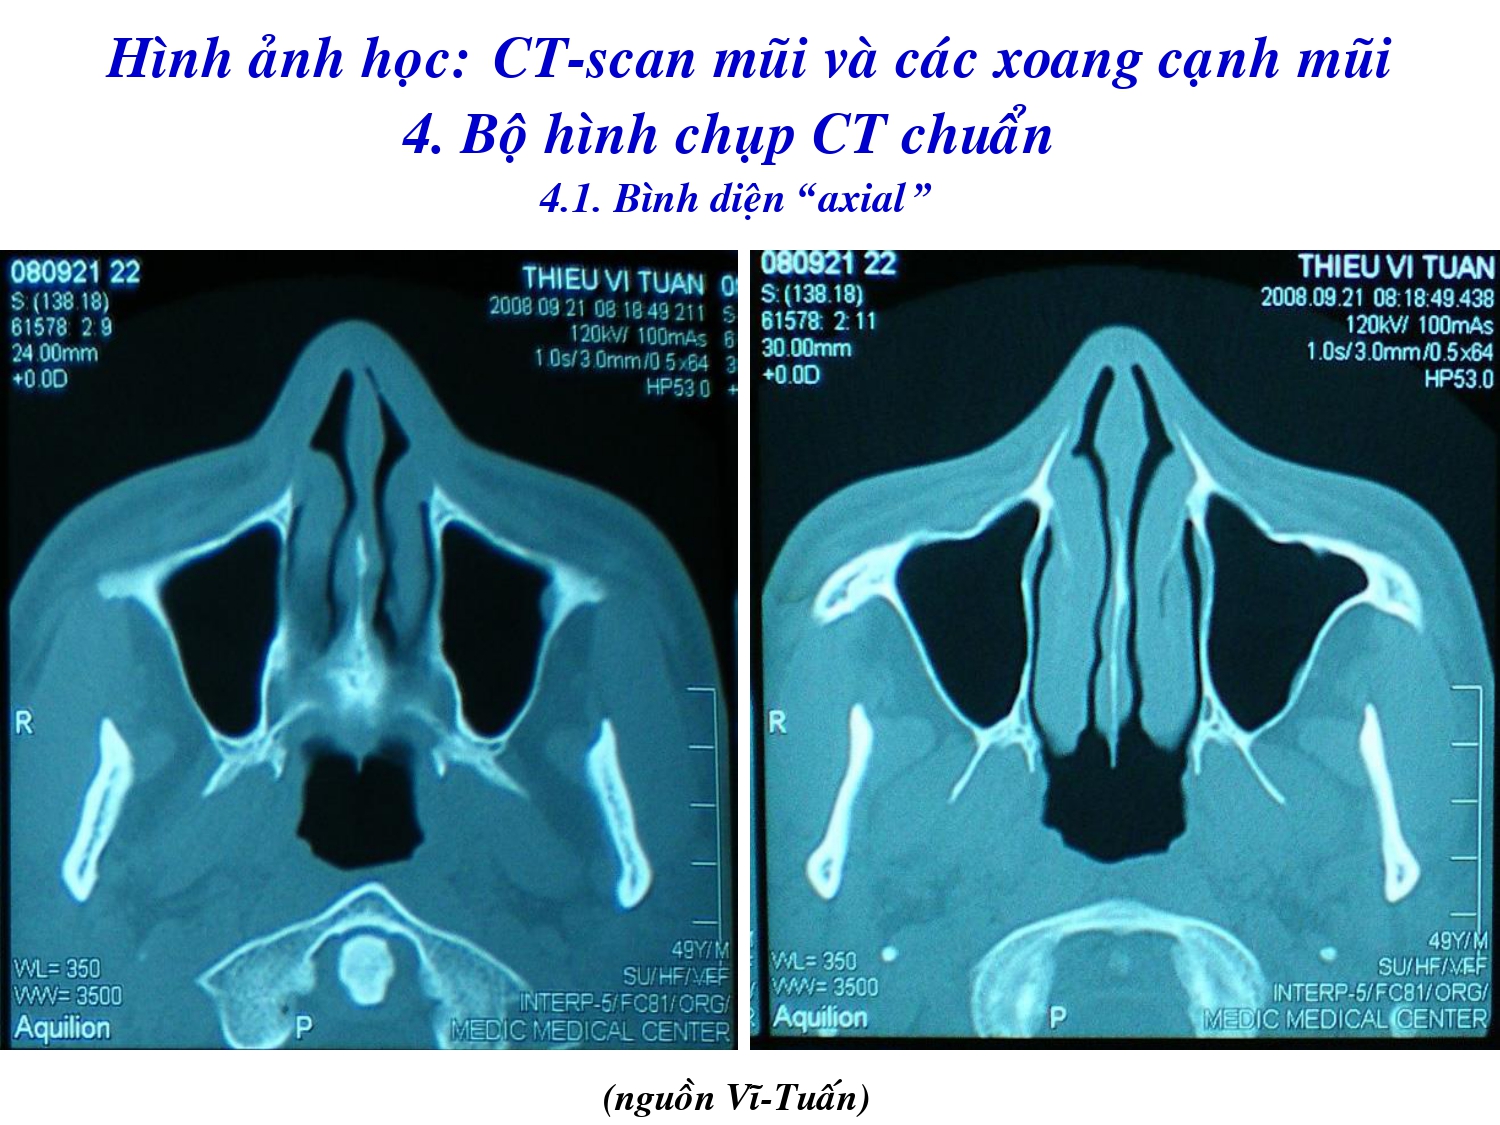 Hình ảnh học: CT-scan mũi và các xoang cạnh mũi
4. Bộ hình chụp CT chuẩn
4.1. Bình diện “axial”
080921 22
S: (138.18)
61578: 2: 9
24.00mm
+0.0D
THIEU VI TUAN
2008.09.21 08:18:49.211
120kV/ 100mAs
1.0s/3.0mm/0.5x64
HP53.0
R
WL= 350
WW= 3500
Aquilion
P
49Y/M
SU/HF/VFF
INTERP-5/FC81/ORG/
MEDIC MEDICAL CENTER
080921 22
S: (138.18)
61578: 2: 11
30.00mm
+0.0D
THIEU VI TUAN
2008.09.21 08:18:49.438
120kV/ 100mAs
1.0s/3.0mm/0.5x64
HP53.0
R
WL= 350
WW= 3500
Aquilion
P
49Y/M
SU/HF/VFF
INTERP-5/FC81/ORG/
MEDIC MEDICAL CENTER
(nguồn Vĩ-Tuấn)